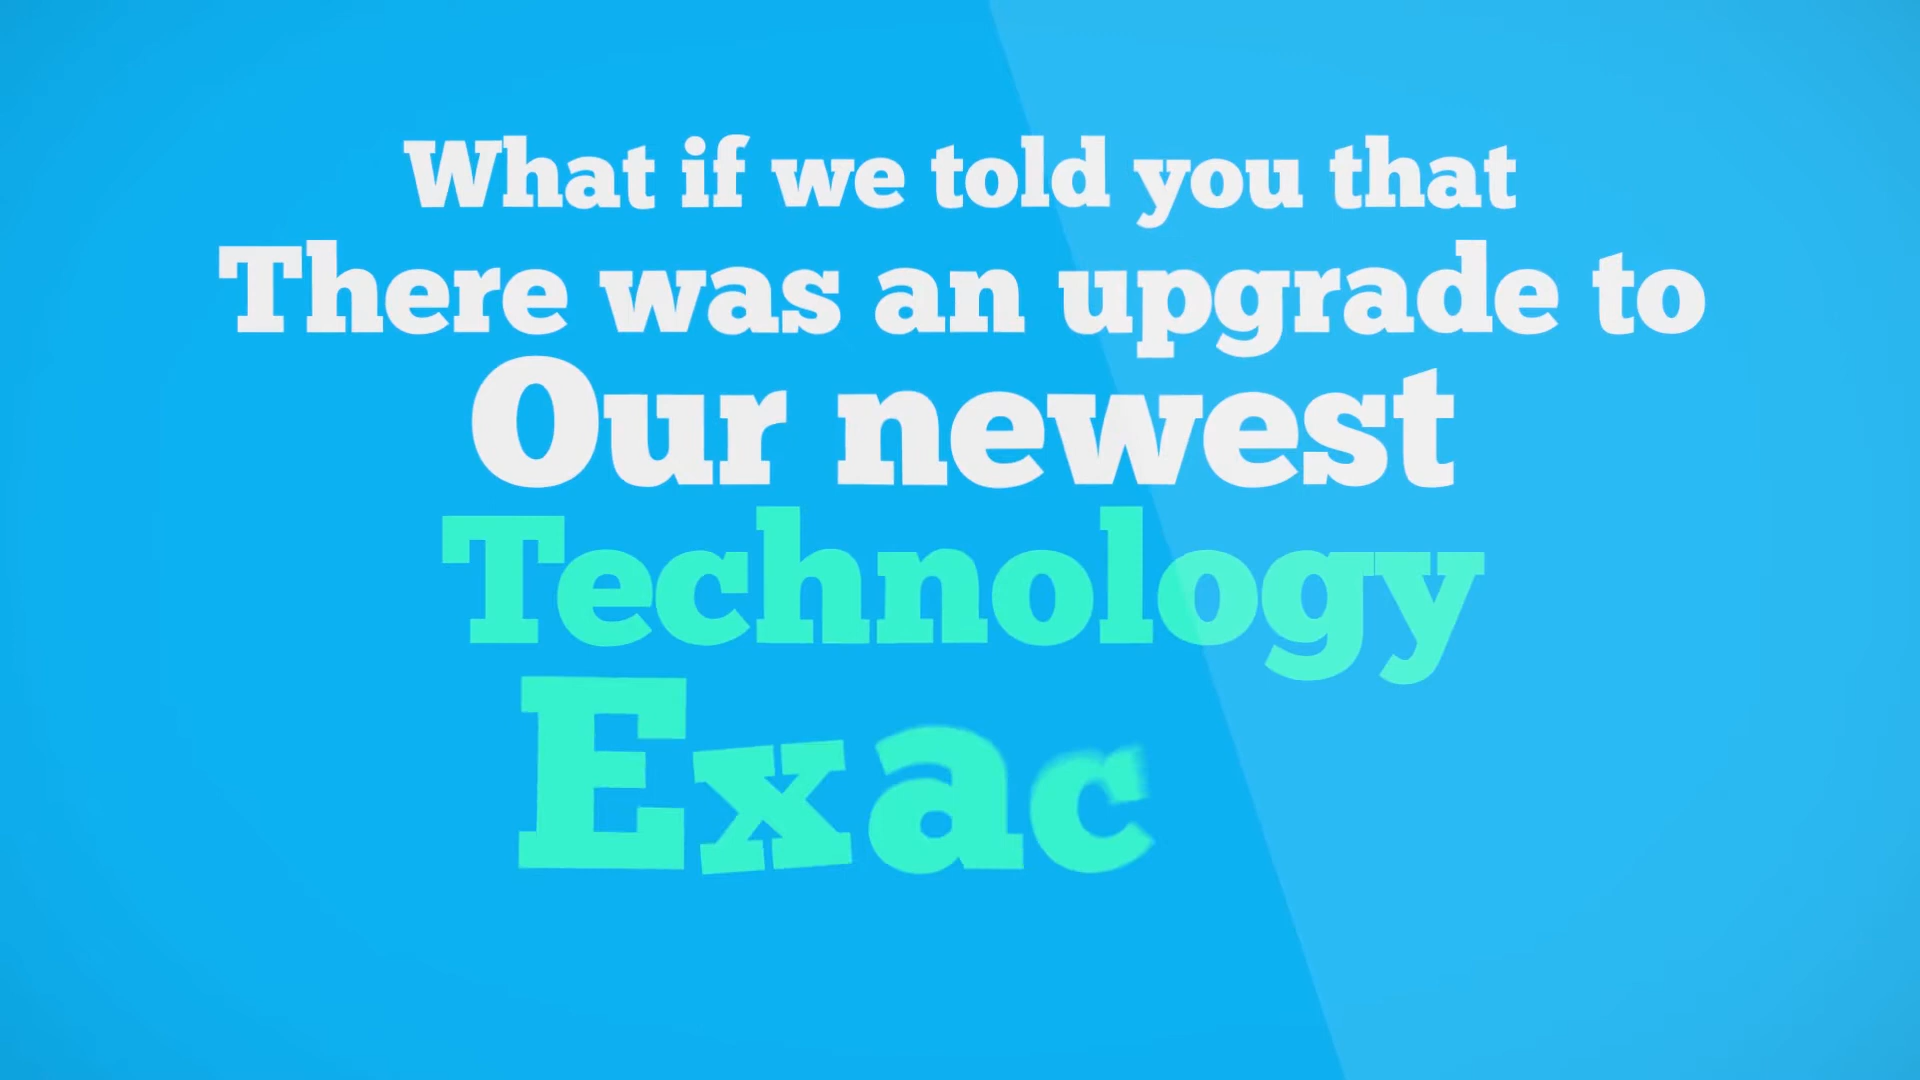 What if we told you that
There was an upgrade to
Our newest
Technology
Exac